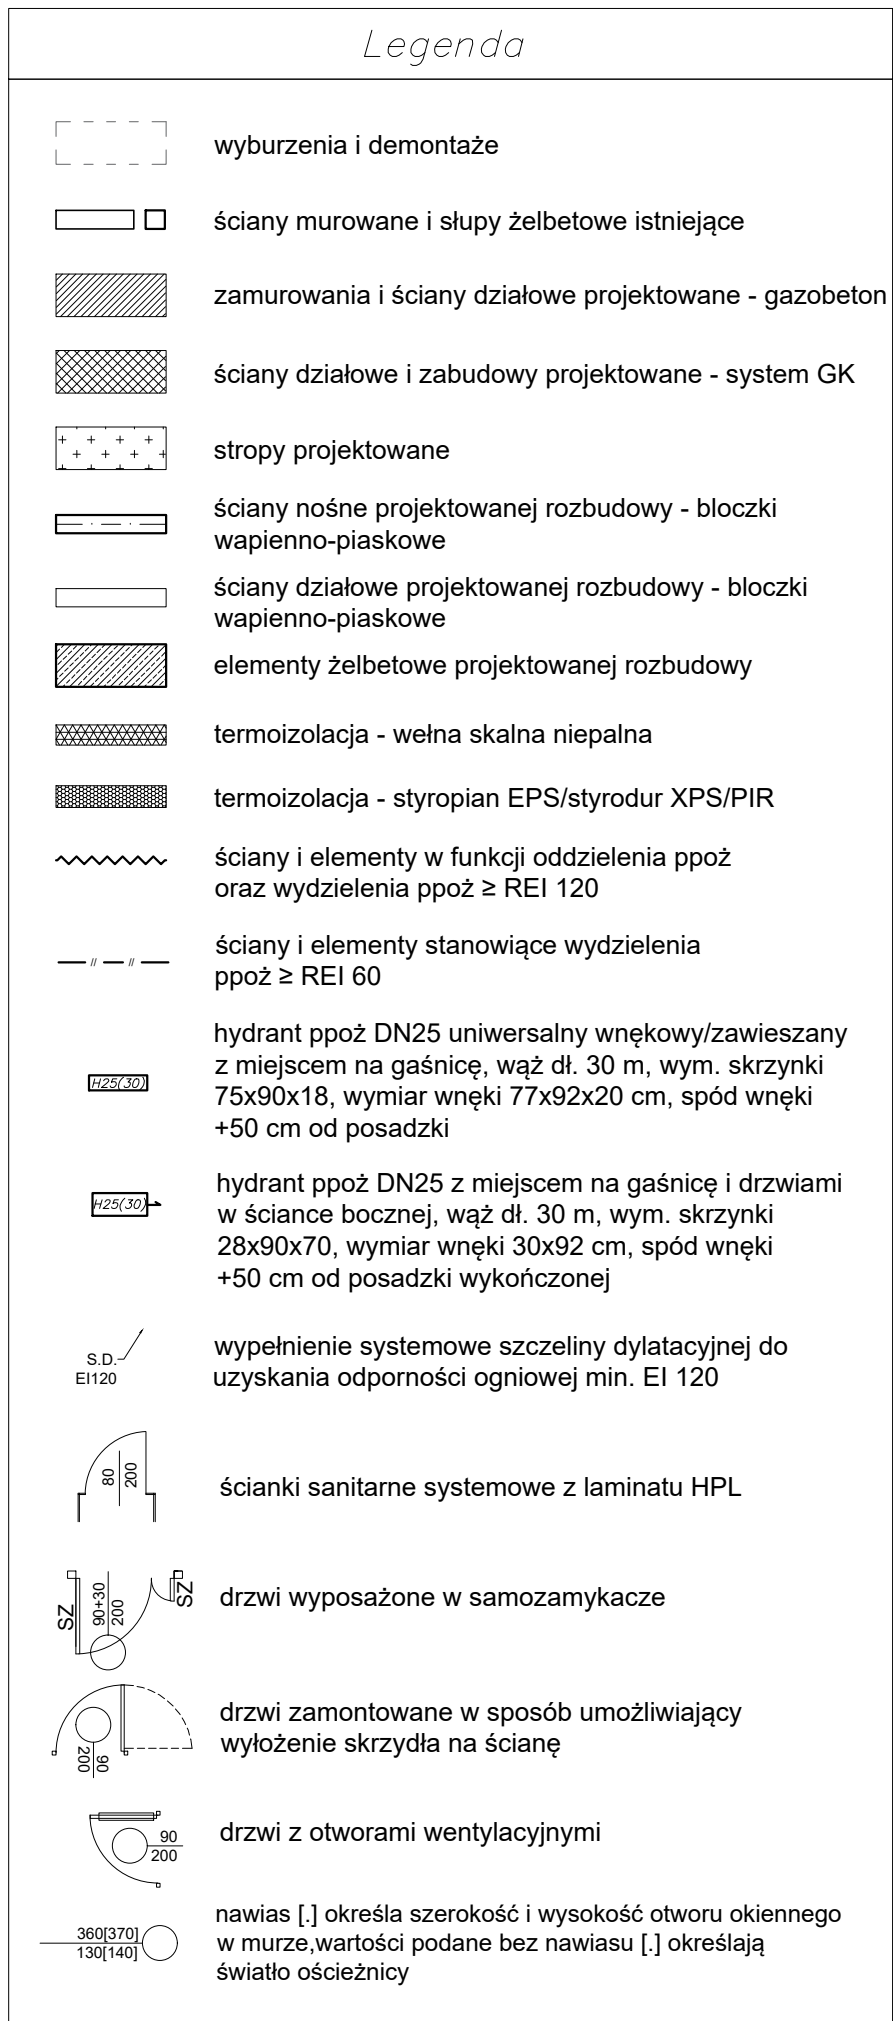 Legenda
wyburzenia i demontaże
ściany murowane i słupy żelbetowe istniejące
zamurowania i ściany działowe projektowane - gazobeton
ściany działowe i zabudowy projektowane - system GK
stropy projektowane
ściany nośne projektowanej rozbudowy - bloczki
wapienno-piaskowe
ściany działowe projektowanej rozbudowy - bloczki
wapienno-piaskowe
elementy żelbetowe projektowanej rozbudowy
termoizolacja - wełna skalna niepalna
termoizolacja - styropian EPS/styrodur XPS/PIR
ściany i elementy w funkcji oddzielenia ppoż
oraz wydzielenia ppoż ≥ REI 120
ściany i elementy stanowiące wydzielenia
ppoż ≥ REI 60
H25(30)
hydrant ppoż DN25 uniwersalny wnękowy/zawieszany
z miejscem na gaśnicę, wąż dł. 30 m, wym. skrzynki
75x90x18, wymiar wnęki 77x92x20 cm, spód wnęki
+50 cm od posadzki
H25(30)
hydrant ppoż DN25 z miejscem na gaśnicę i drzwiami
w ściance bocznej, wąż dł. 30 m, wym. skrzynki
28x90x70, wymiar wnęki 30x92 cm, spód wnęki
+50 cm od posadzki wykończonej
S.D.
EI120
wypełnienie systemowe szczeliny dylatacyjnej do
uzyskania odporności ogniowej min. EI 120
80
200
ścianki sanitarne systemowe z laminatu HPL
SZ
90+30
200
SZ
drzwi wyposażone w samozamykacze
90
200
drzwi zamontowane w sposób umożliwiający
wyłożenie skrzydła na ścianę
90
200
drzwi z otworami wentylacyjnymi
360[370]
130[140]
nawias [.] określa szerokość i wysokość otworu okiennego
w murze,wartości podane bez nawiasu [.] określają
światło ościeżnicy